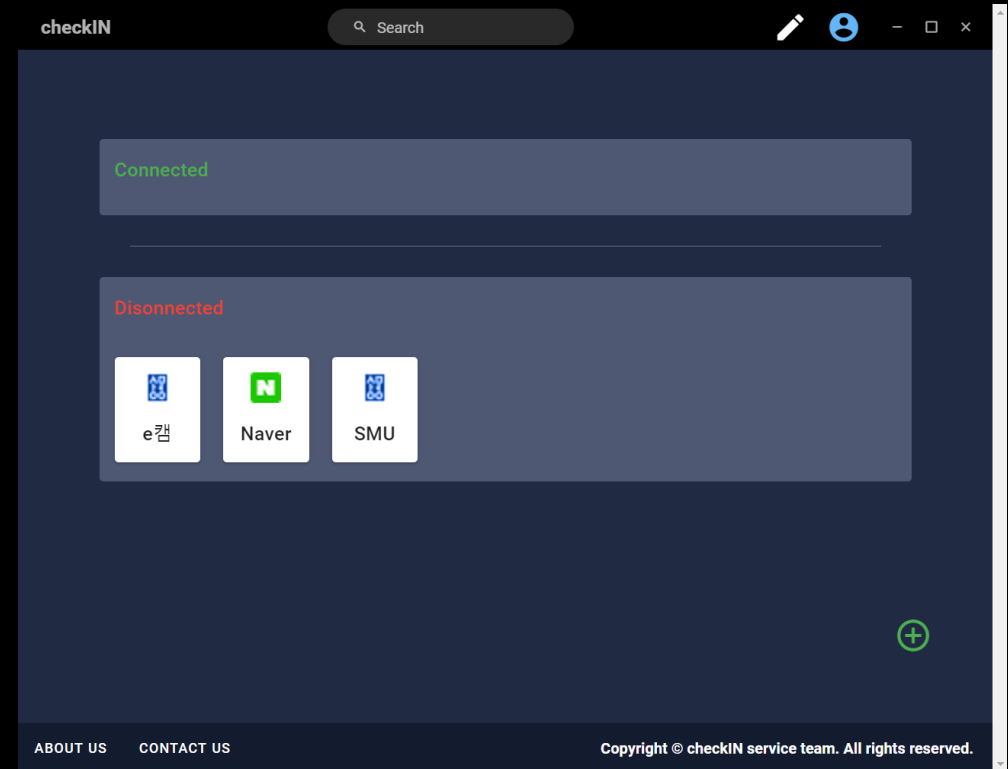 checkIN
Search
Connected
Disonnected
e캠
Naver
SMU
ABOUT US
CONTACT US
Copyright © checkIN service team. All rights reserved.